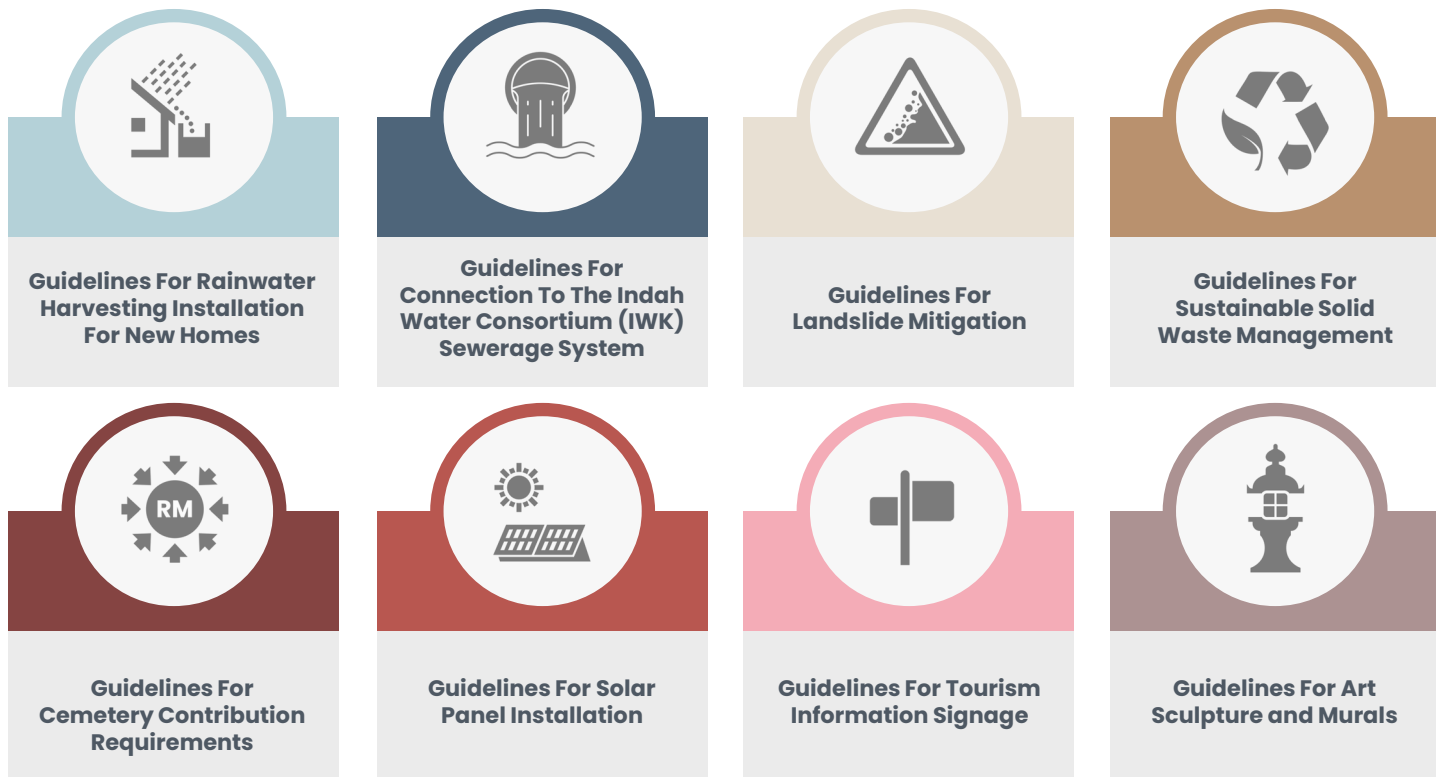 Guidelines For Rainwater
Harvesting Installation
For New Homes
Guidelines For
Connection To The Indah
Water Consortium (IWK)
Sewerage System
Guidelines For
Landslide Mitigation
Guidelines For
Sustainable Solid
Waste Management
RM
Guidelines For
Cemetery Contribution
Requirements
Guidelines For Solar
Panel Installation
Guidelines For Tourism
Information Signage
Guidelines For Art
Sculpture and Murals